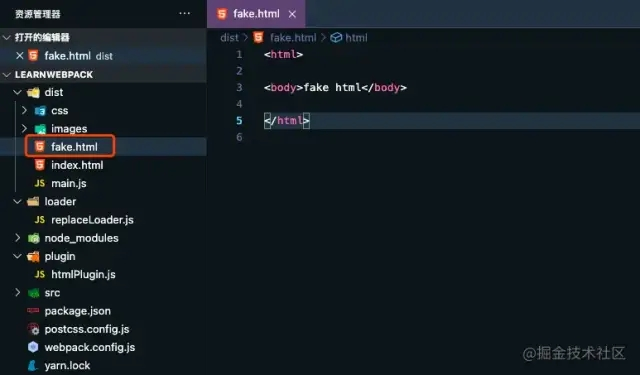 资源管理器 ···
打开的编辑器
× fake.html dist
LEARNWEBPACK
dist
css
images
fake.html
index.html
JS main.js
loader
JS replaceLoader.js
node_modules
plugin
JS htmlPlugin.js
src
package.json
postcss.config.js
webpack.config.js
yarn.lock
fake.html ×
dist > fake.html > html
1 <html>
2
3 <body>fake html</body>
4
5 </html>
6
@掘金技术社区